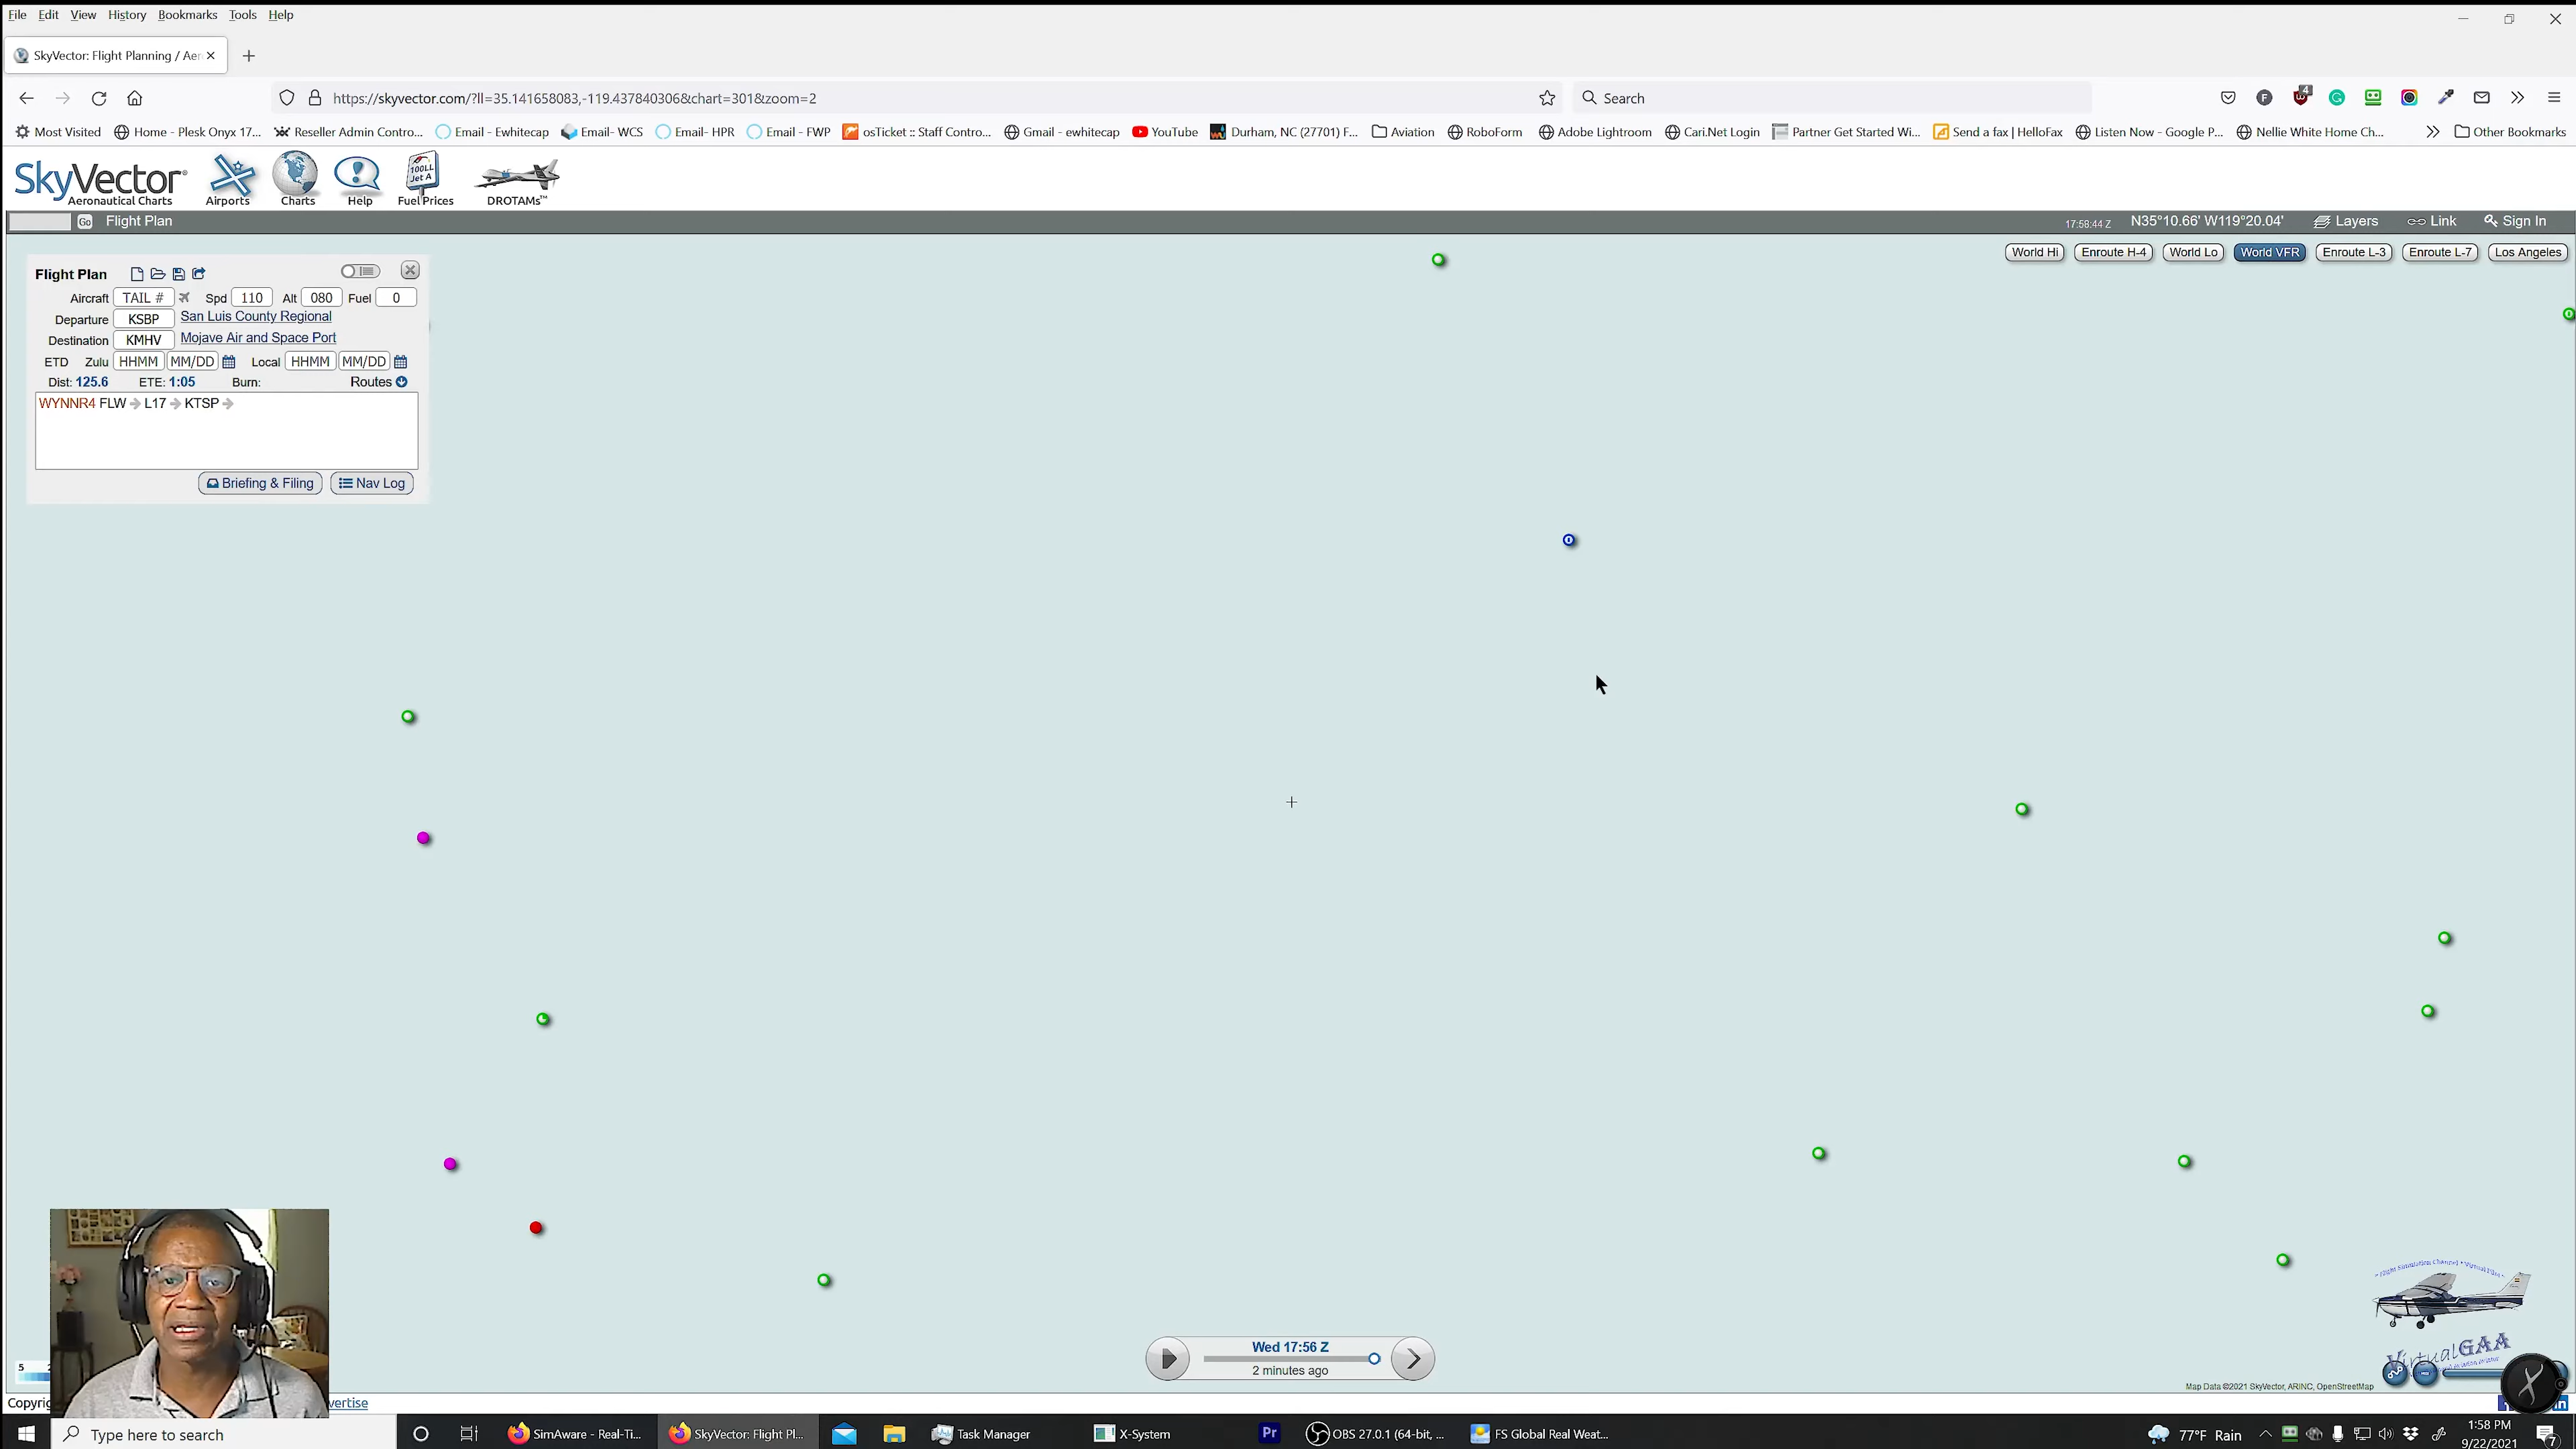 File Edit View History Bookmarks Tools Help
SkyVector: Flight Planning / Aer
https://skyvector.com/?ll=35.141658083,-119.437840306&chart=301&zoom=2
Search
4
Most Visited Home - Plesk Onyx 17... Reseller Admin Contro... Email - Ewhitecap Email- WCS Email- HPR Email - FWP osTicket :: Staff Contro... Gmail - ewhitecap YouTube Durham, NC (27701) F... Aviation RoboForm Adobe Lightroom Cari.Net Login Partner Get Started Wi... Send a fax | HelloFax Listen Now - Google P... Nellie White Home Ch... Other Bookmarks
SkyVector®
Aeronautical Charts
100LL
Jet A
Airports Charts Help Fuel Prices DROTAMs™
Go Flight Plan 17:58:44 Z N35°10.66' W119°20.04' Layers Link Sign In
World Hi Enroute H-4 World Lo World VFR Enroute L-3 Enroute L-7 Los Angeles
Flight Plan
Aircraft TAIL # Spd 110 Alt 080 Fuel 0
Departure KSBP San Luis County Regional
Destination KMHV Mojave Air and Space Port
ETD Zulu HHMM MM/DD Local HHMM MM/DD
Dist: 125.6 ETE: 1:05 Burn: Routes
WYNNR4 FLW L17 KTSP
Briefing & Filing Nav Log
Wed 17:56 Z
2 minutes ago
VirtualGAA
5
Map Data ©2021 SkyVector, ARINC, OpenStreetMap
Copyrig vertise
Type here to search
SimAware - Real-Ti... SkyVector: Flight Pl... Task Manager X-System Pr OBS 27.0.1 (64-bit, ... FS Global Real Weat...
77°F Rain
1:58 PM
9/22/2021
7